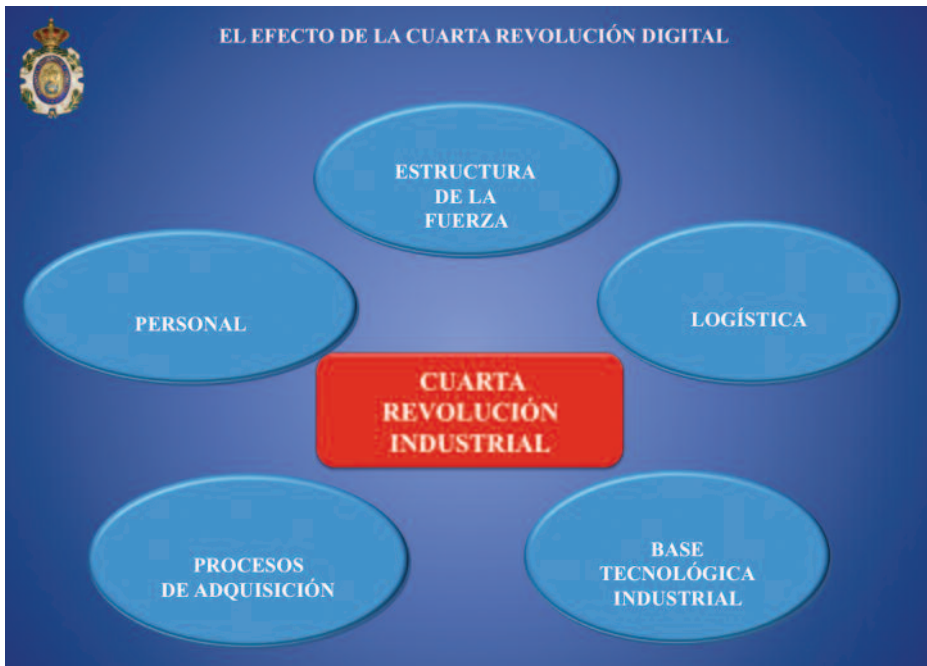 EL EFECTO DE LA CUARTA REVOLUCIÓN DIGITAL
ESTRUCTURA
DE LA
FUERZA
PERSONAL
LOGÍSTICA
CUARTA
REVOLUCIÓN
INDUSTRIAL
PROCESOS
DE ADQUISICIÓN
BASE
TECNOLÓGICA
INDUSTRIAL